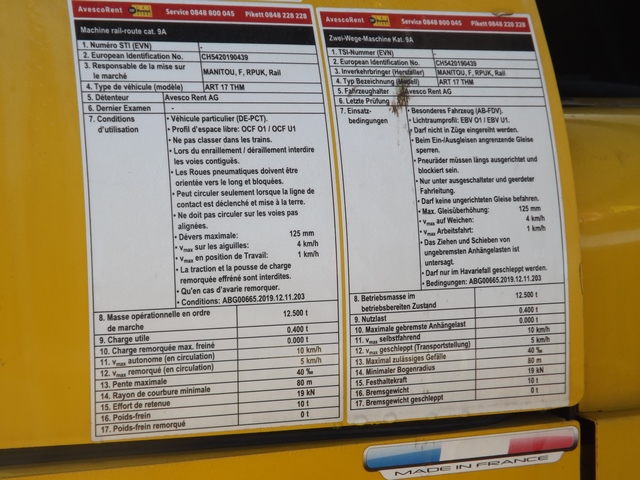 AvescoRent Service 0848 800 045 Pikett 0848 228 228
Machine rail-route cat. 9A
1. Numéro STI (EVN) -
2. European Identification No. CH5420190439
3. Responsable de la mise sur le marché MANITOU, F, RPUK, Rail
4. Type de véhicule (modèle) ART 17 THM
5. Détenteur Avesco Rent AG
6. Dernier Examen -
7. Conditions d'utilisation
• Véhicule particulier (DE-PCT).
• Profil d'espace libre: OCF O1 / OCF U1
• Ne pas classer dans les trains.
• Lors du enraillement / déraillement interdire
les voies contiguës.
• Les Roues pneumatiques doivent être
orientée vers le long et bloquées.
• Peut circuler seulement lorsque la ligne de
contact est déclenché et mise à la terre.
• Ne doit pas circuler sur les voies pas
alignées.
• Dévers maximale: 125 mm
• vmax sur les aiguilles: 4 km/h
• vmax en position de Travail: 1 km/h
• La traction et la pousse de charge
remorquée effréné sont interdites.
• Qu'en cas d'avarie remorquer.
• Conditions: ABG00665.2019.12.11.203
8. Masse opérationnelle en ordre de marche 12.500 t
9. Charge utile 0.400 t
10. Charge remorquée max. freiné 0.000 t
11. vmax autonome (en circulation) 10 km/h
12. vmax remorqué (en circulation) 5 km/h
13. Pente maximale 40 ‰
14. Rayon de courbure minimale 80 m
15. Effort de retenue 19 kN
16. Poids-frein 10 t
17. Poids-frein remorqué 0 t
AvescoRent Service 0848 800 045 Pikett 0848 228 228
Zwei-Wege-Maschine Kat. 9A
1. TSI-Nummer (EVN) -
2. European Identification No. CH5420190439
3. Inverkehrbringer (Hersteller) MANITOU, F, RPUK, Rail
4. Typ Bezeichnung (Modell) ART 17 THM
5. Fahrzeughalter Avesco Rent AG
6. Letzte Prüfung
7. Einsatz-bedingungen
• Besonderes Fahrzeug (AB-FDV).
• Lichtraumprofil: EBV O1 / EBV U1.
• Darf nicht in Züge eingereiht werden.
• Beim Ein-/Ausgleisen angrenzende Gleise
sperren.
• Pneuräder müssen längs ausgerichtet und
blockiert sein.
• Nur unter ausgeschalteter und geerdeter
Fahrleitung.
• Darf keine ungerichteten Gleise befahren.
• Max. Gleisüberhöhung: 125 mm
• vmax auf Weichen: 4 km/h
• vmax Arbeitsfahrt: 1 km/h
• Das Ziehen und Schieben von
ungebremsten Anhängelasten ist
untersagt.
• Darf nur im Havariefall geschleppt werden.
• Bedingungen: ABG00665.2019.12.11.203
8. Betriebsmasse im betriebsbereiten Zustand 12.500 t
9. Nutzlast 0.400 t
10. Maximale gebremste Anhängelast 0.000 t
11. vmax selbstfahrend 10 km/h
12. vmax geschleppt (Transportstellung) 5 km/h
13. Maximal zulässiges Gefälle 40 ‰
14. Minimaler Bogenradius 80 m
15. Festhaltekraft 19 kN
16. Bremsgewicht 10 t
17. Bremsgewicht geschleppt 0 t
MADE IN FRANCE